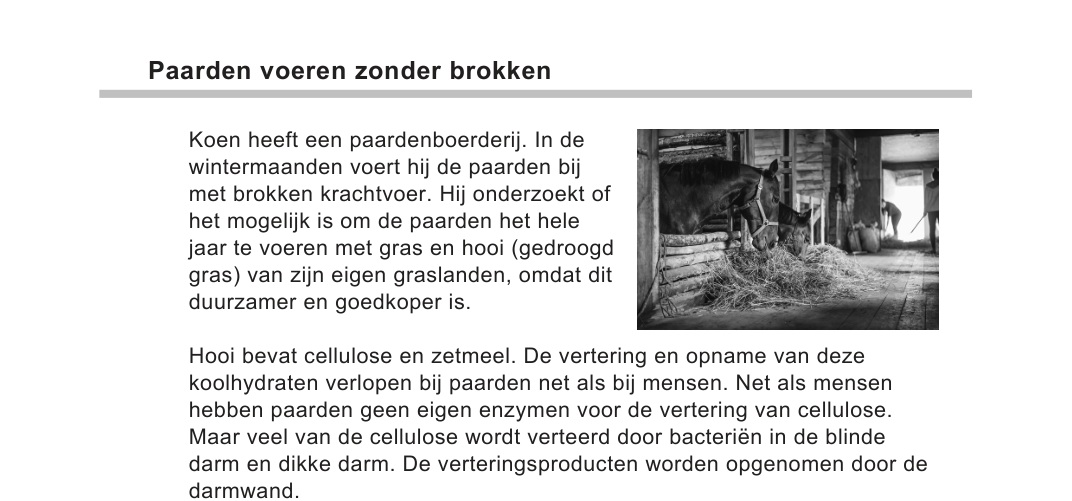 Paarden voeren zonder brokken
Koen heeft een paardenboerderij. In de
wintermaanden voert hij de paarden bij
met brokken krachtvoer. Hij onderzoekt of
het mogelijk is om de paarden het hele
jaar te voeren met gras en hooi (gedroogd
gras) van zijn eigen graslanden, omdat dit
duurzamer en goedkoper is.
Hooi bevat cellulose en zetmeel. De vertering en opname van deze
koolhydraten verlopen bij paarden net als bij mensen. Net als mensen
hebben paarden geen eigen enzymen voor de vertering van cellulose.
Maar veel van de cellulose wordt verteerd door bacteriën in de blinde
darm en dikke darm. De verteringsproducten worden opgenomen door de
darmwand.